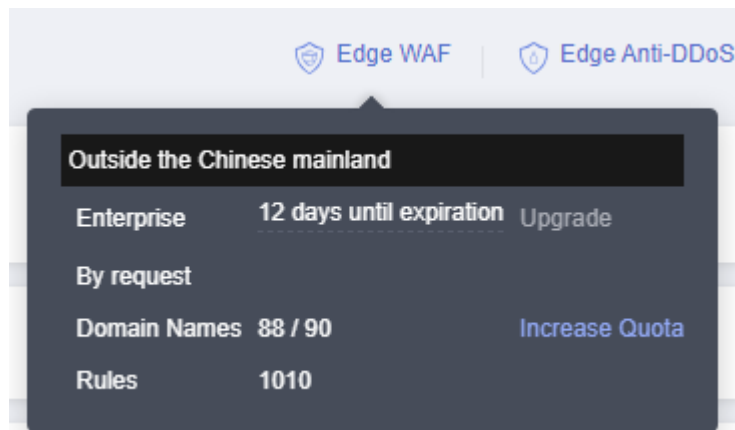 Edge WAF Edge Anti-DDoS
Outside the Chinese mainland
Enterprise 12 days until expiration Upgrade
By request
Domain Names 88 / 90 Increase Quota
Rules 1010